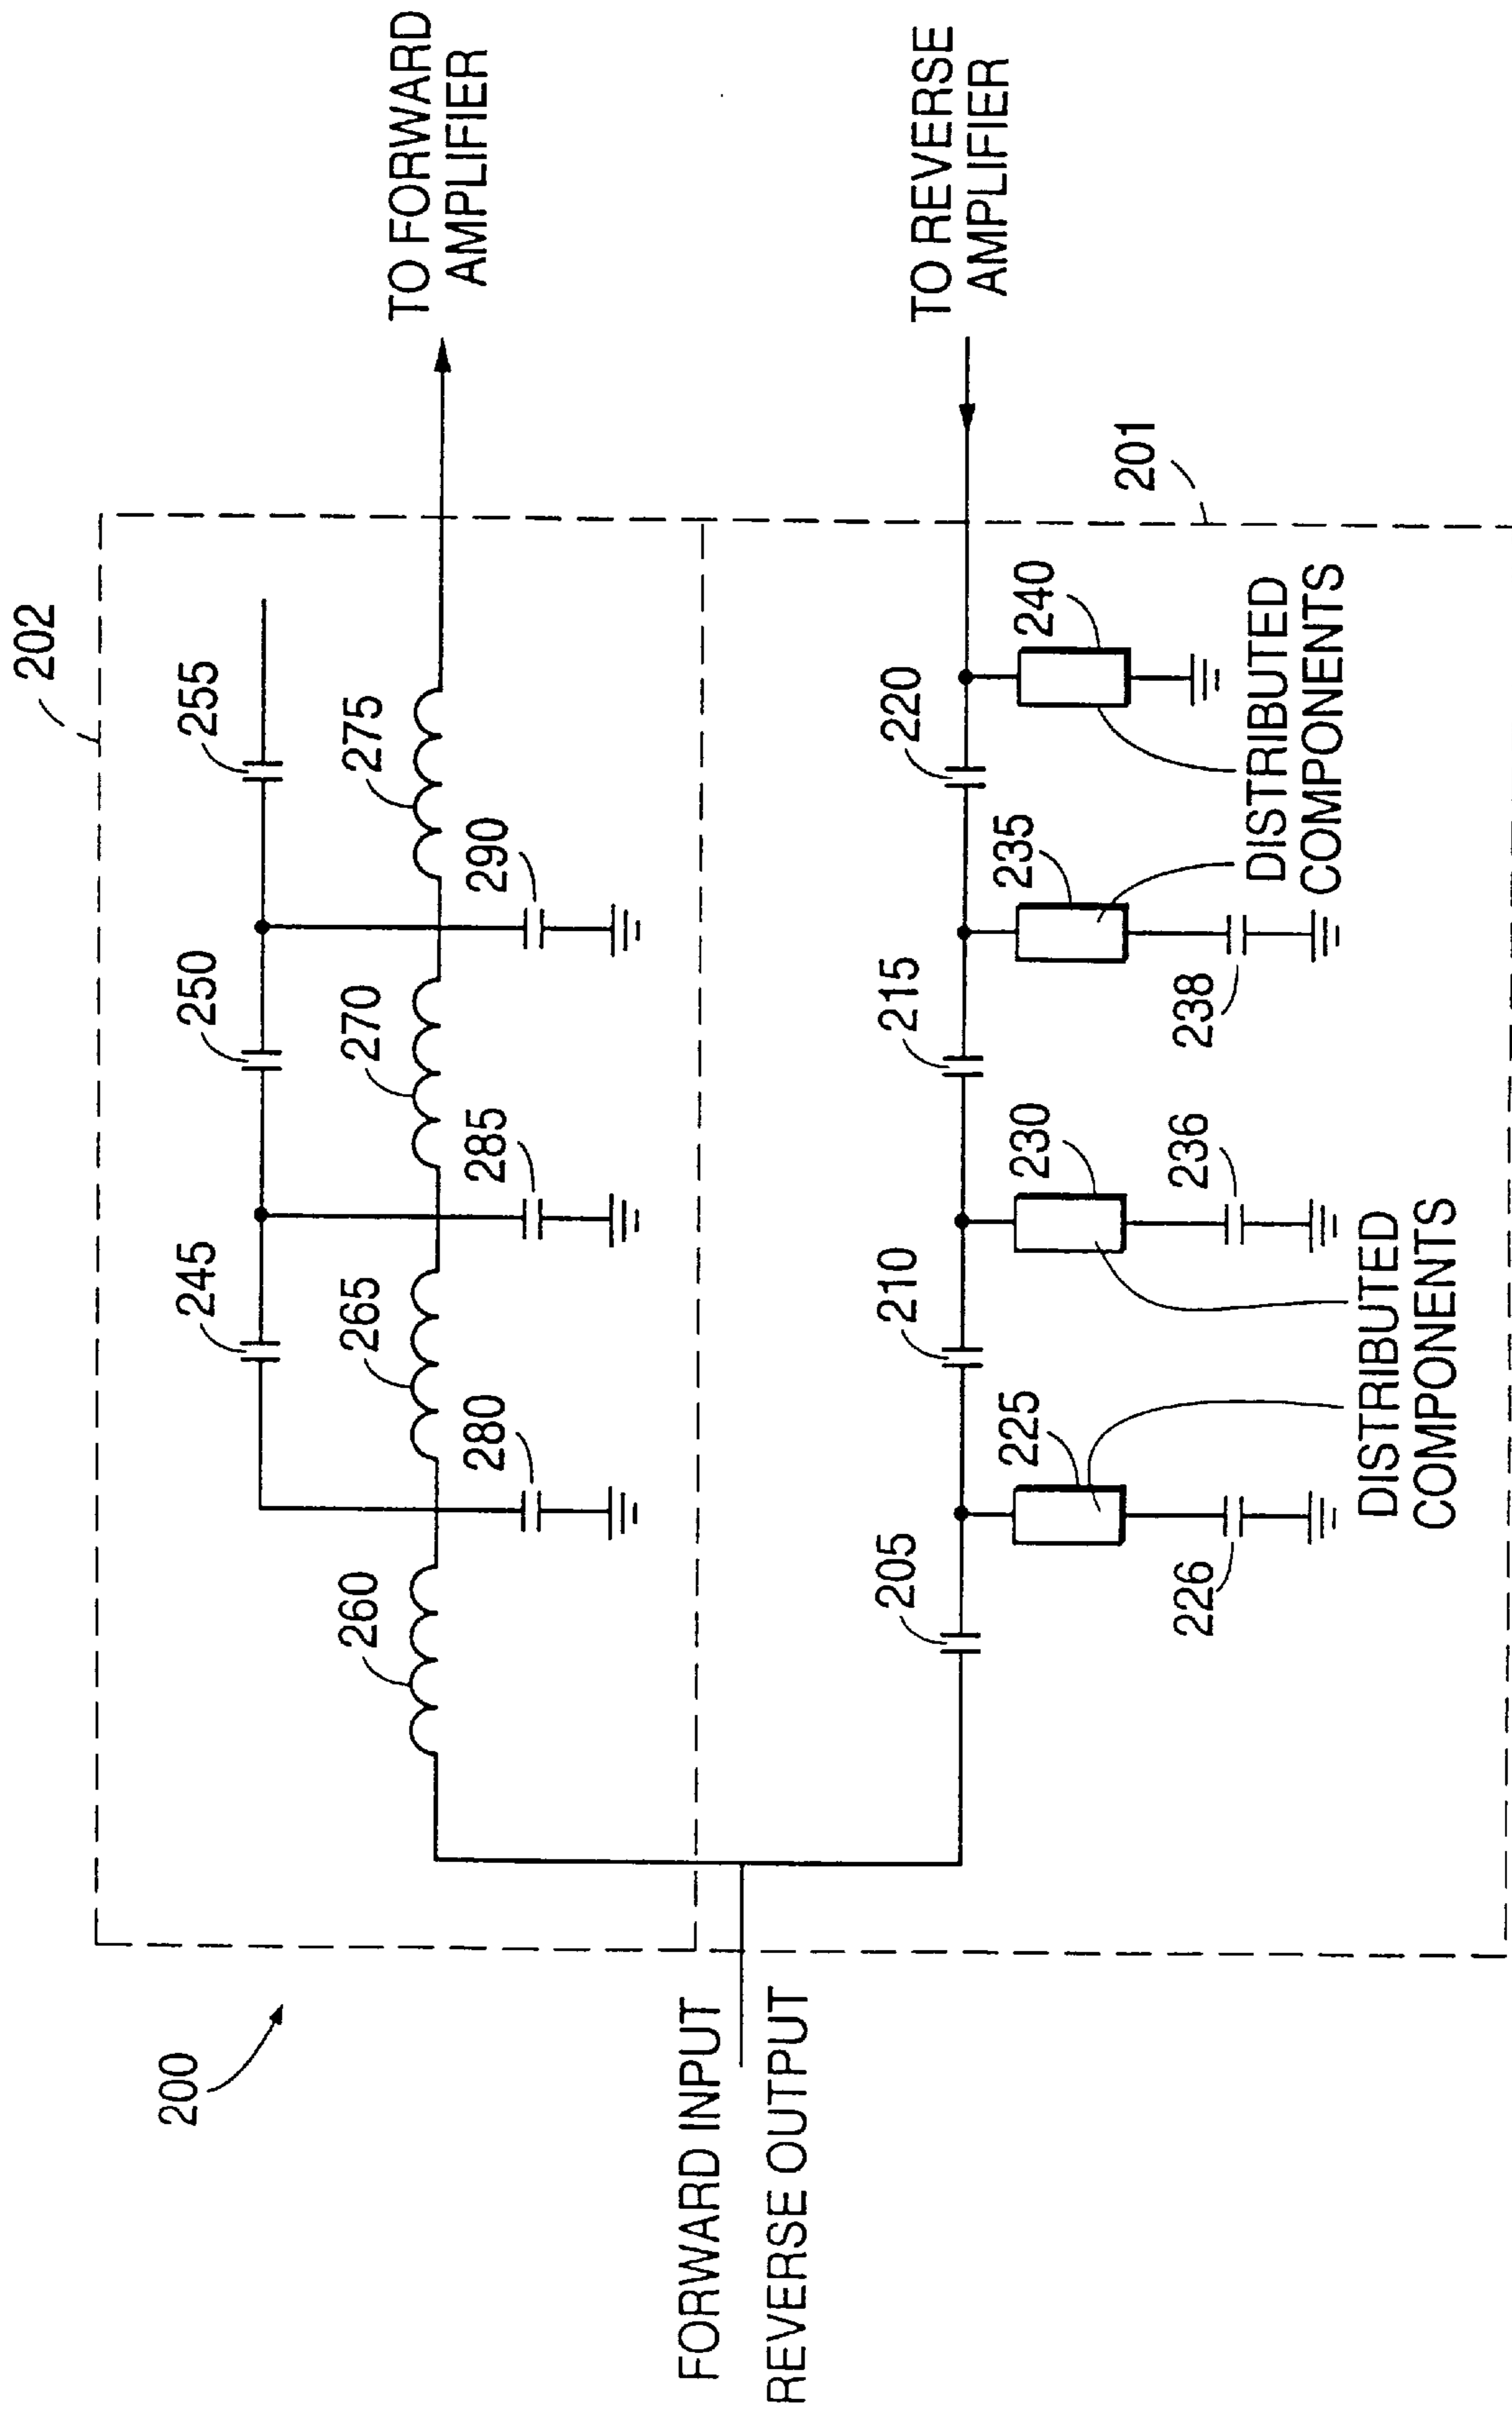 200
202
245
250
255
260
265
270
275
280
285
290
TO FORWARD
AMPLIFIER
FORWARD INPUT
REVERSE OUTPUT
TO REVERSE
AMPLIFIER
201
205
210
215
220
225
230
235
240
226
236
238
DISTRIBUTED
COMPONENTS
DISTRIBUTED
COMPONENTS